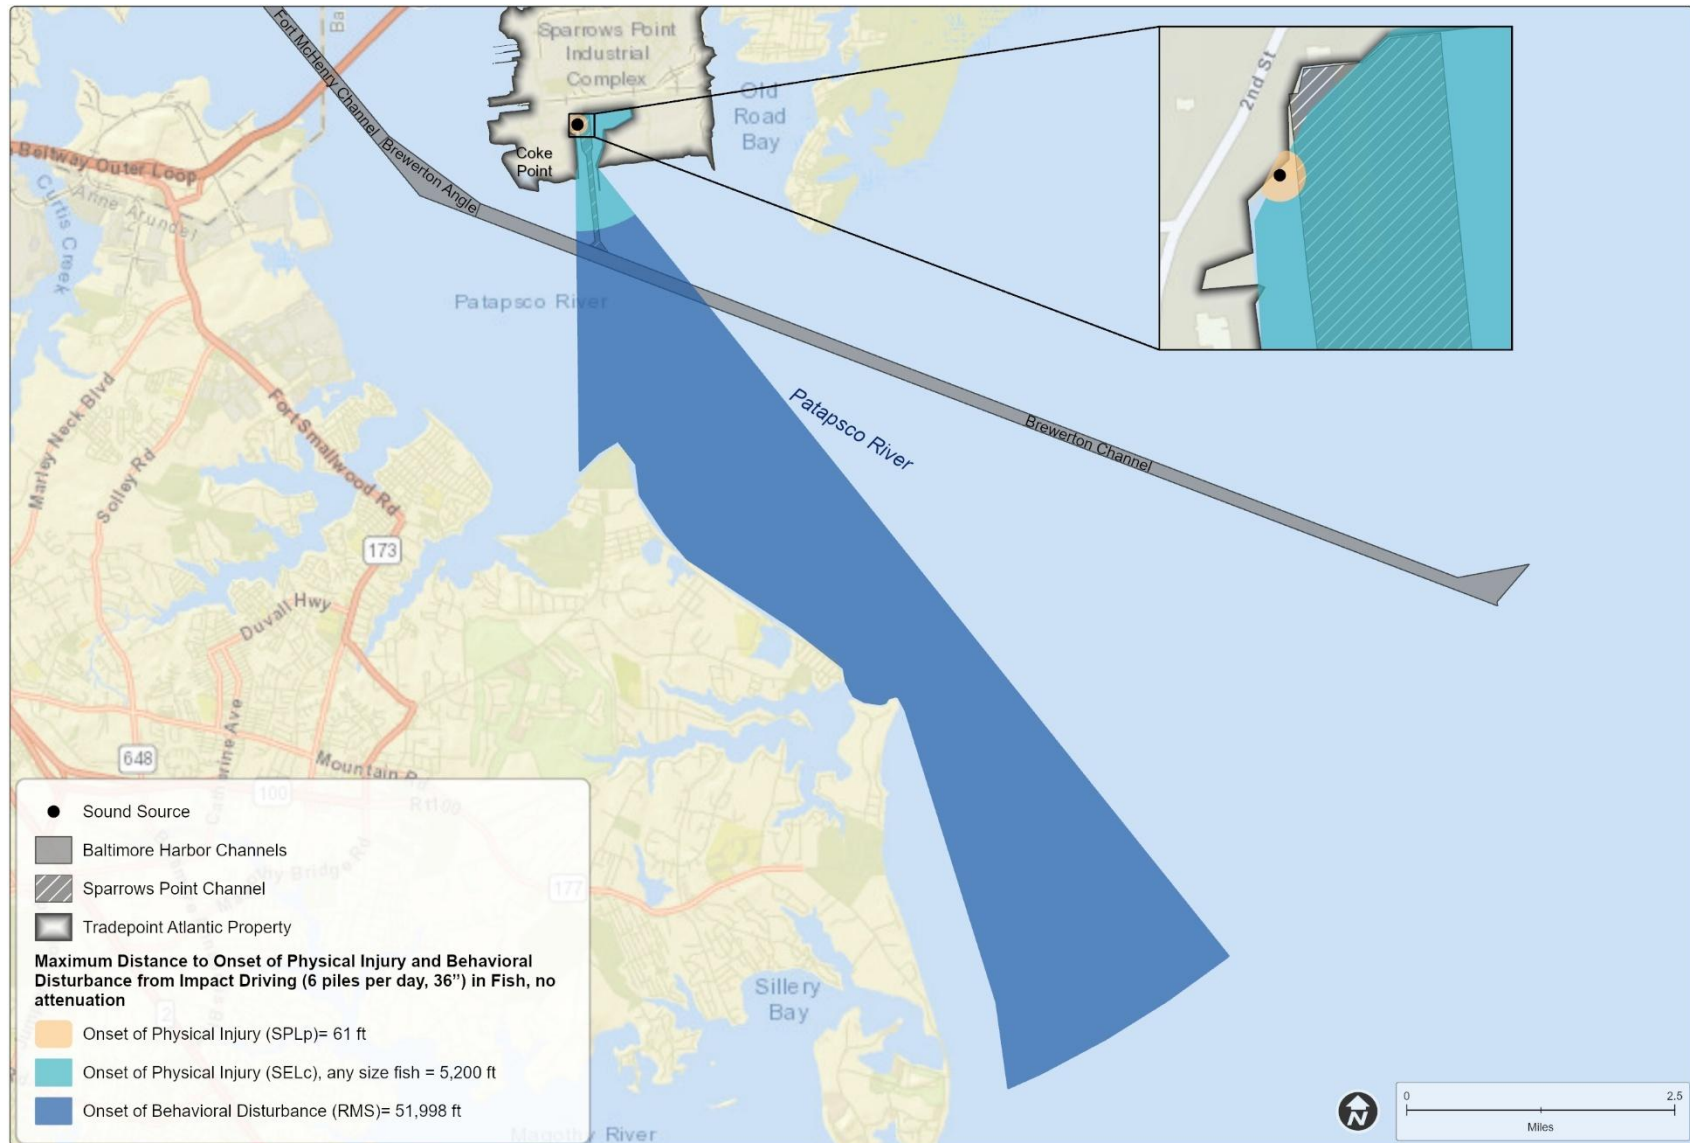 Fort McHenry Channel
Ba
Sparrows Point
Industrial
Complex
Old
Road
Bay
2nd St
Coke
Point
Brewerton Angle
Beltway Outer Loop
Anne Arundel
Curtis Creek
Patapsco River
Patapsco River
Brewerton Channel
Marley Neck Blvd
Solley Rd
Fort Smallwood Rd
173
Duvall Hwy
648
Catherine Ave
Mountain Rd
100
Rt100
177
2
Sillery
Bay
Magothy River
Sound Source
Baltimore Harbor Channels
Sparrows Point Channel
Tradepoint Atlantic Property
Maximum Distance to Onset of Physical Injury and Behavioral
Disturbance from Impact Driving (6 piles per day, 36”) in Fish, no
attenuation
Onset of Physical Injury (SPLp)= 61 ft
Onset of Physical Injury (SELc), any size fish = 5,200 ft
Onset of Behavioral Disturbance (RMS)= 51,998 ft
N
0
2.5
Miles